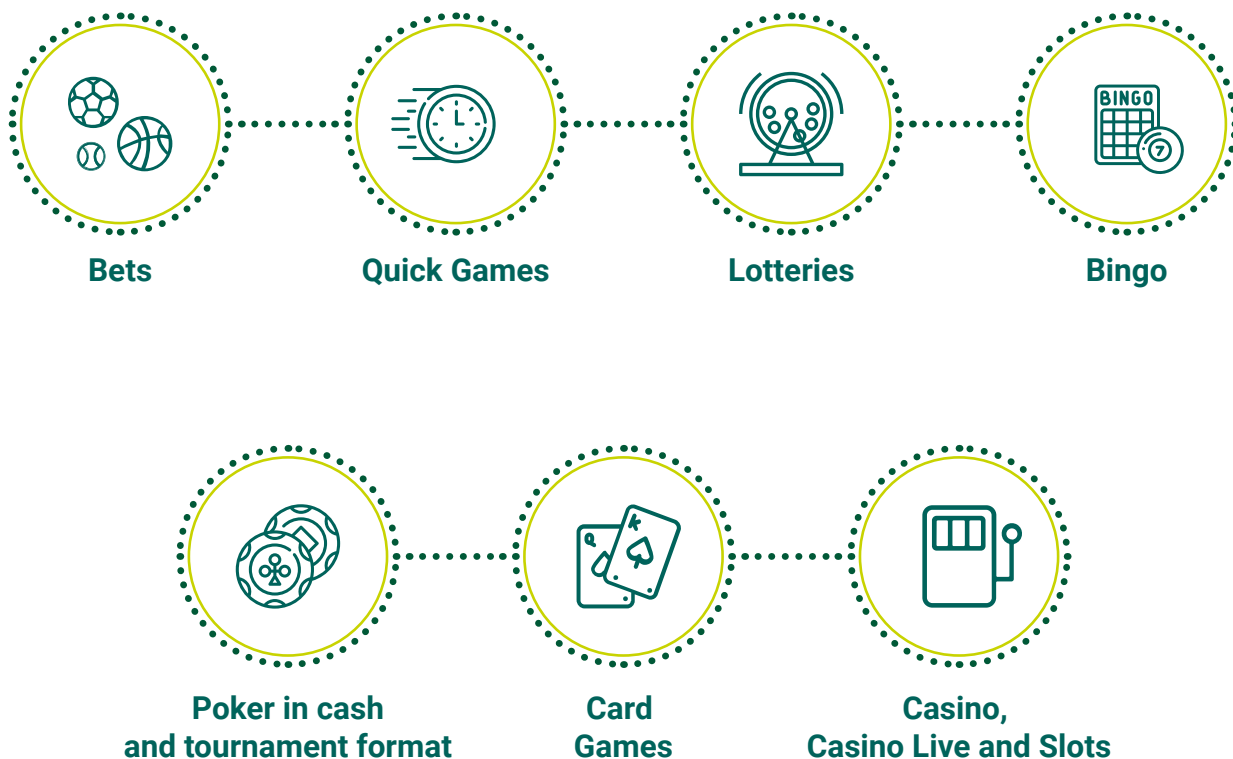 BINGO
7
Bets
Quick Games
Lotteries
Bingo
Q
K
Poker in cash
and tournament format
Card
Games
Casino,
Casino Live and Slots